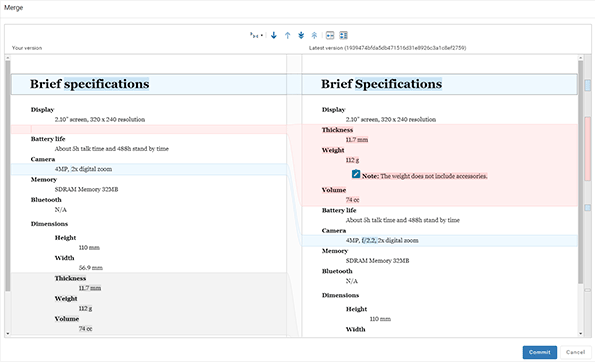 Merge
Your version
Latest version (1939474bfda5db471516d31e8926c3a1c8ef2759)
Brief specifications
Display
2.10" screen, 320 x 240 resolution
Battery life
About 5h talk time and 488h stand by time
Camera
4MP, 2x digital zoom
Memory
SDRAM Memory 32MB
Bluetooth
N/A
Dimensions
Height
110 mm
Width
56.9 mm
Thickness
11.7 mm
Weight
112 g
Volume
74 cc
Brief Specifications
Display
2.10" screen, 320 x 240 resolution
Thickness
11.7 mm
Weight
112 g
Note: The weight does not include accessories.
Volume
74 cc
Battery life
About 5h talk time and 488h stand by time
Camera
4MP, f/2.2, 2x digital zoom
Memory
SDRAM Memory 32MB
Bluetooth
N/A
Dimensions
Height
110 mm
Width
Commit
Cancel